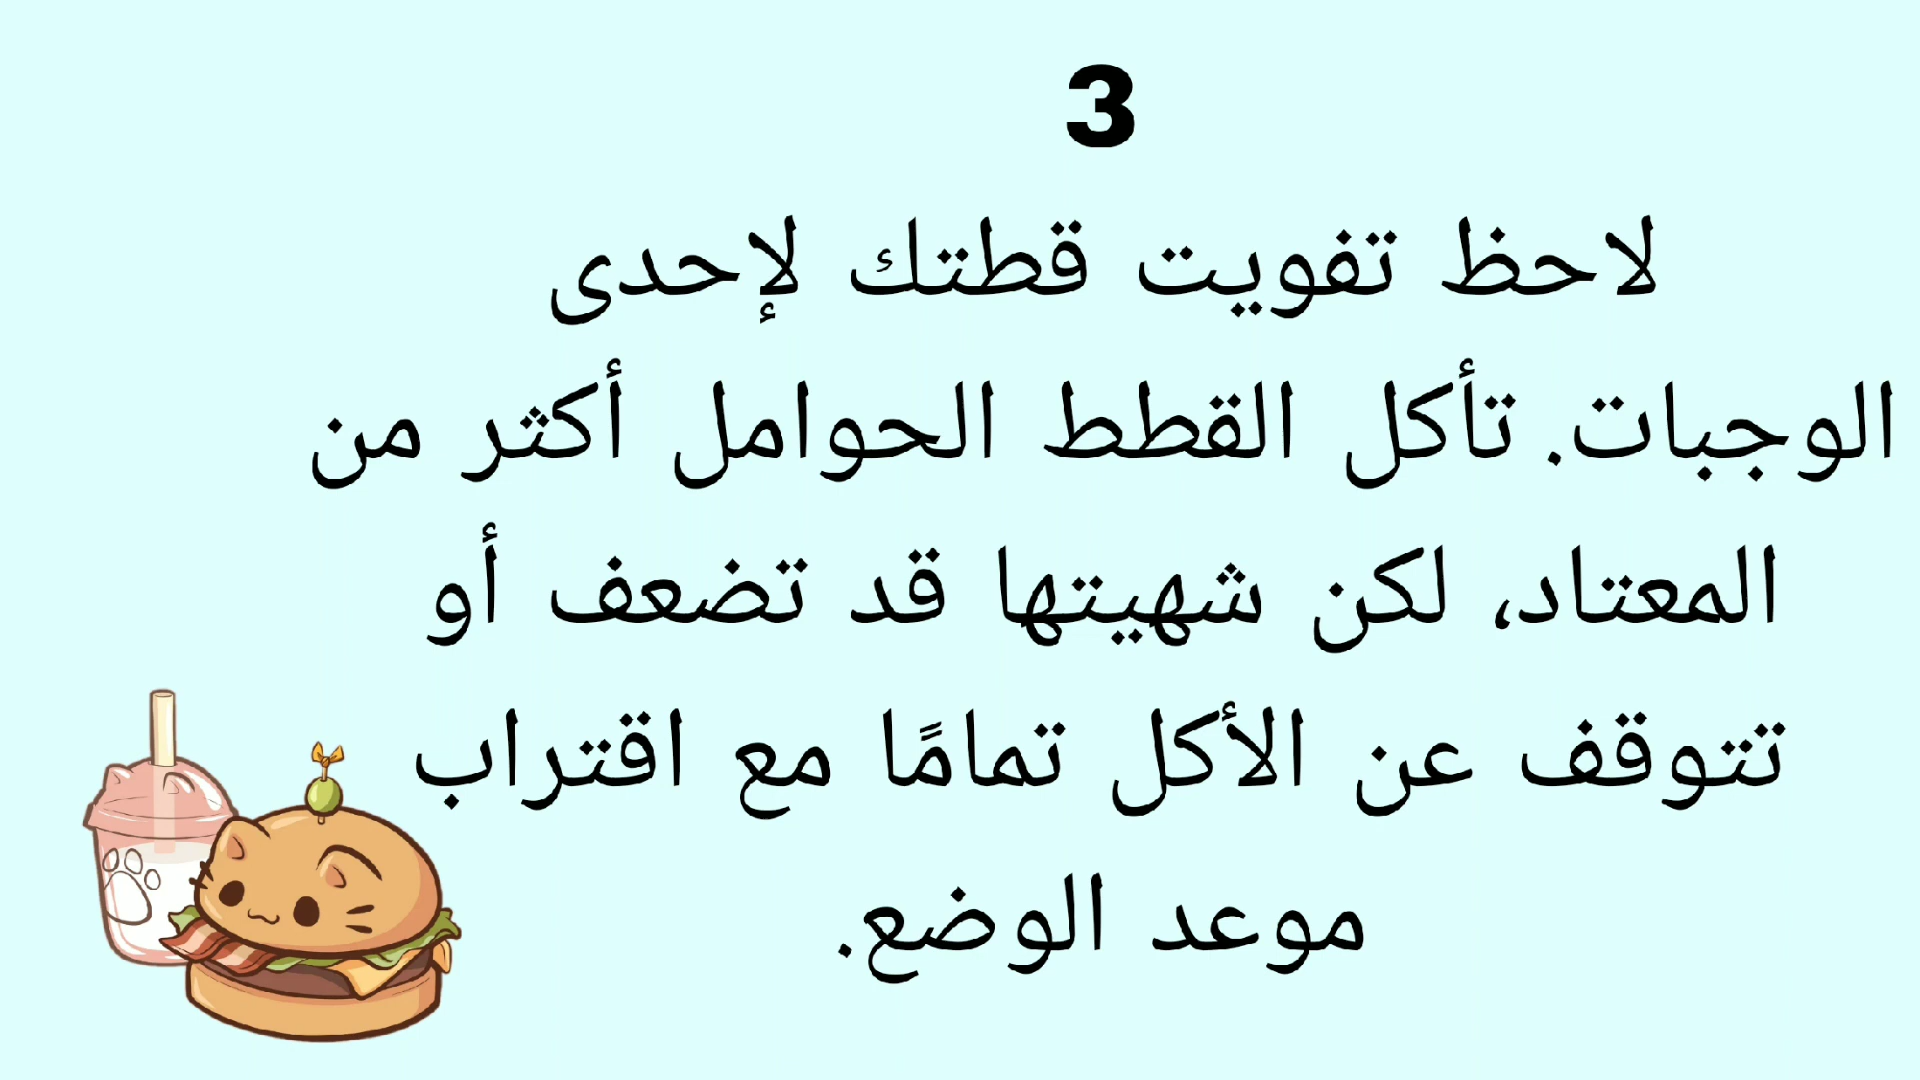 3
لاحظ تفويت قطتك لإحدى
الوجبات. تأكل القطط الحوامل أكثر من
المعتاد، لكن شهيتها قد تضعف أو
تتوقف عن الأكل تمامًا مع اقتراب
موعد الوضع.